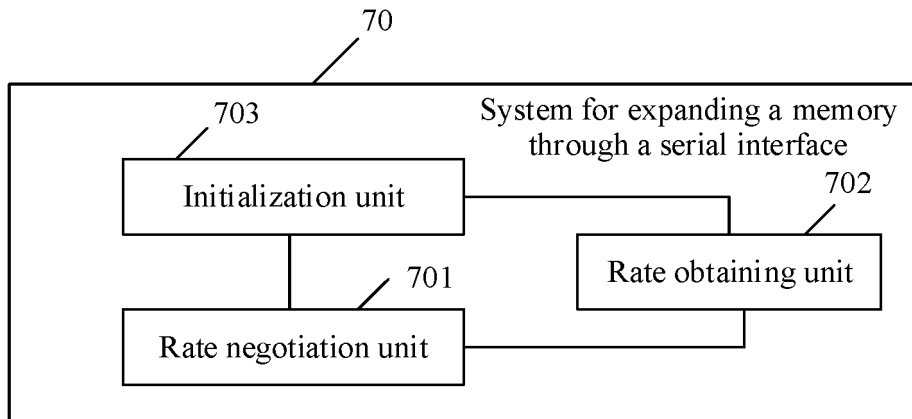 70
System for expanding a memory
through a serial interface
703
Initialization unit
702
Rate obtaining unit
701
Rate negotiation unit